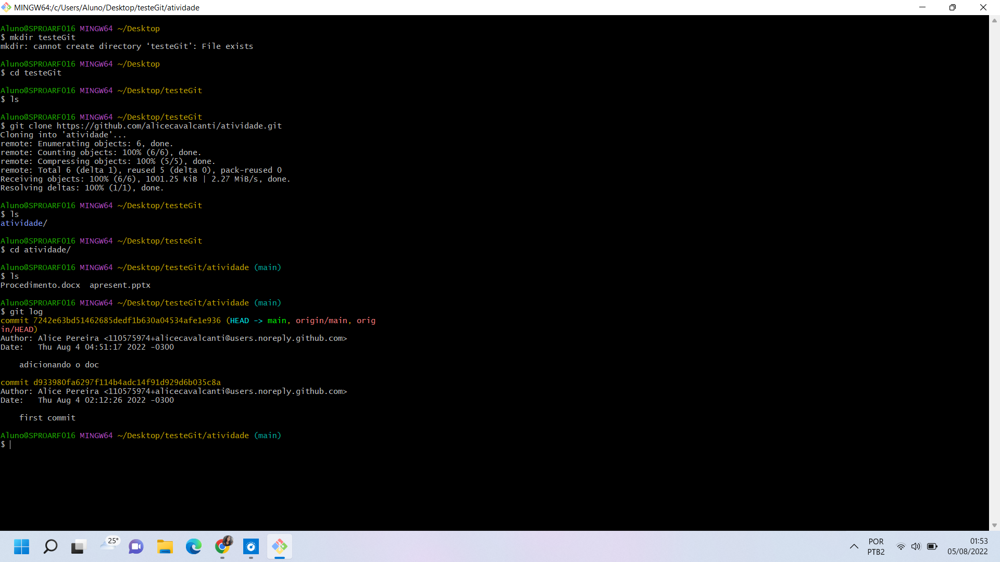 MINGW64:/c/Users/Aluno/Desktop/testeGit/atividade
Aluno@SPROARF016 MINGW64 ~/Desktop
$ mkdir testeGit
mkdir: cannot create directory ‘testeGit’: File exists
Aluno@SPROARF016 MINGW64 ~/Desktop
$ cd testeGit
Aluno@SPROARF016 MINGW64 ~/Desktop/testeGit
$ ls
Aluno@SPROARF016 MINGW64 ~/Desktop/testeGit
$ git clone https://github.com/alicecavalcanti/atividade.git
Cloning into 'atividade'...
remote: Enumerating objects: 6, done.
remote: Counting objects: 100% (6/6), done.
remote: Compressing objects: 100% (5/5), done.
remote: Total 6 (delta 1), reused 5 (delta 0), pack-reused 0
Receiving objects: 100% (6/6), 1001.25 KiB | 2.27 MiB/s, done.
Resolving deltas: 100% (1/1), done.
Aluno@SPROARF016 MINGW64 ~/Desktop/testeGit
$ ls
atividade/
Aluno@SPROARF016 MINGW64 ~/Desktop/testeGit
$ cd atividade/
Aluno@SPROARF016 MINGW64 ~/Desktop/testeGit/atividade (main)
$ ls
Procedimento.docx  apresent.pptx
Aluno@SPROARF016 MINGW64 ~/Desktop/testeGit/atividade (main)
$ git log
commit 7242e63bd51462685dedf1b630a04534afe1e936 (HEAD -> main, origin/main, orig
in/HEAD)
Author: Alice Pereira <110575974+alicecavalcanti@users.noreply.github.com>
Date:   Thu Aug 4 04:51:17 2022 -0300
adicionando o doc
commit d933980fa6297f114b4adc14f91d929d6b035c8a
Author: Alice Pereira <110575974+alicecavalcanti@users.noreply.github.com>
Date:   Thu Aug 4 02:12:26 2022 -0300
first commit
Aluno@SPROARF016 MINGW64 ~/Desktop/testeGit/atividade (main)
$
25°
POR
PTB2
01:53
05/08/2022